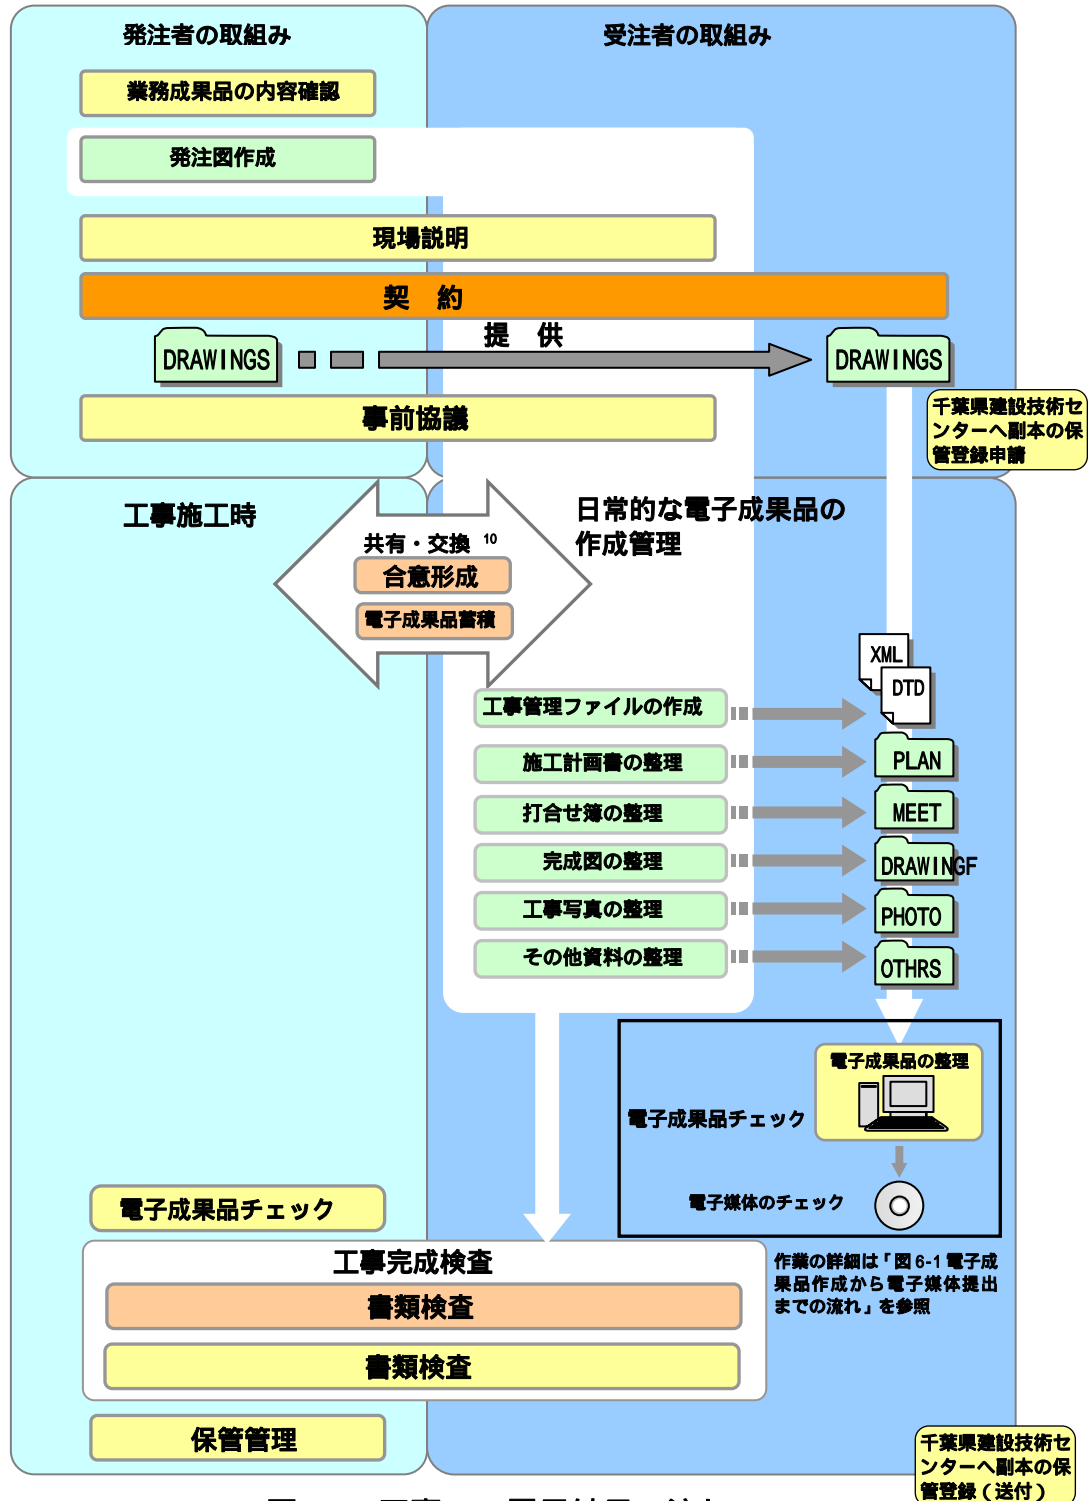 発注者の取組み
受注者の取組み
業務成果品の内容確認
発注図作成
現場説明
契 約
提 供
DRAWINGS
DRAWINGS
事前協議
千葉県建設技術セ
ンターへ副本の保
管登録申請
工事施工時
日常的な電子成果品の
作成管理
共有・交換 10
合意形成
電子成果品蓄積
XML
DTD
工事管理ファイルの作成
施工計画書の整理
PLAN
打合せ簿の整理
MEET
完成図の整理
DRAWINGF
工事写真の整理
PHOTO
その他資料の整理
OTHRS
電子成果品の整理
電子成果品チェック
電子媒体のチェック
電子成果品チェック
工事完成検査
書類検査
書類検査
作業の詳細は「図 6-1 電子成
果品作成から電子媒体提出
までの流れ」を参照
保管管理
千葉県建設技術セ
ンターへ副本の保
管登録（送付）